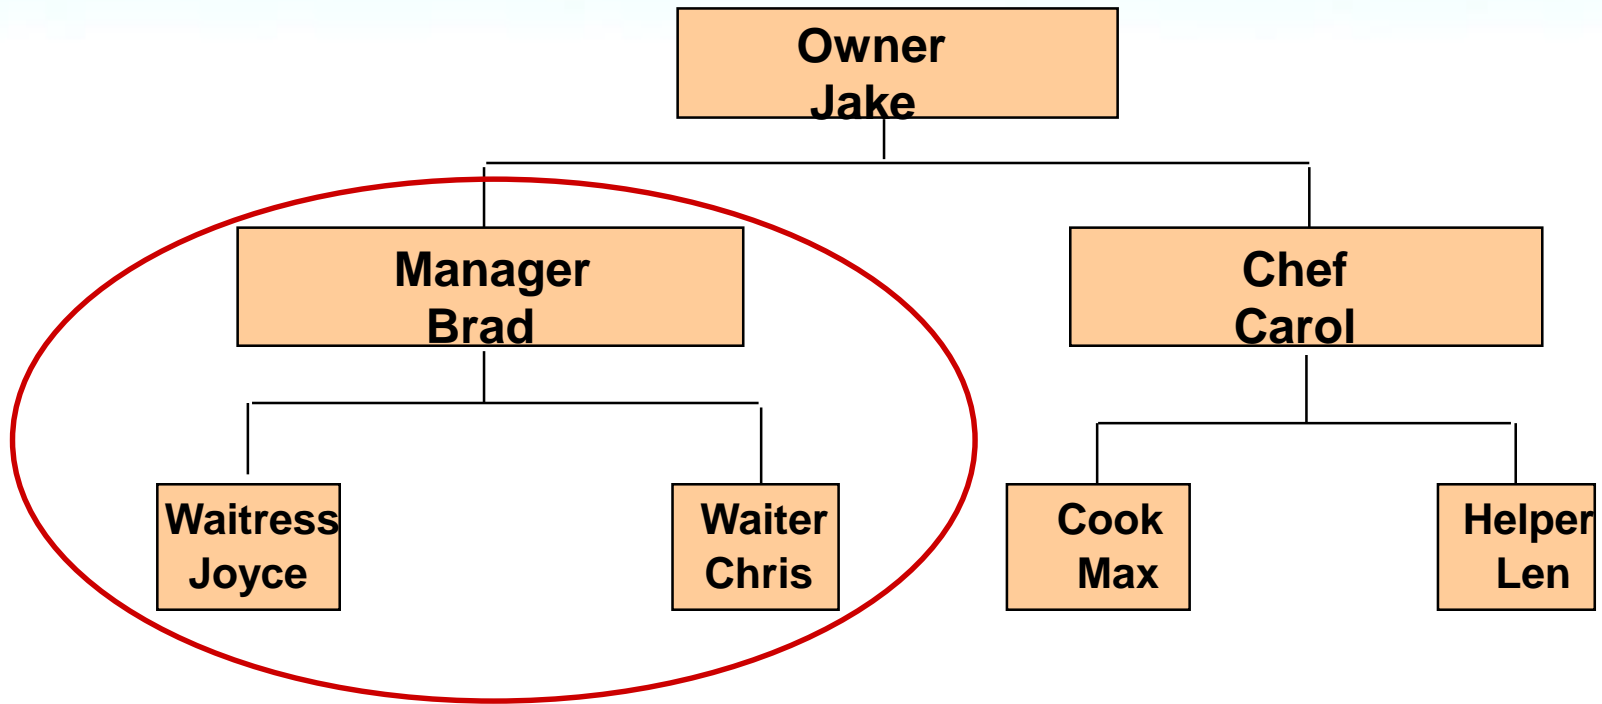 Owner
Jake
Manager
Brad
Chef
Carol
Waitress
Joyce
Waiter
Chris
Cook
Max
Helper
Len